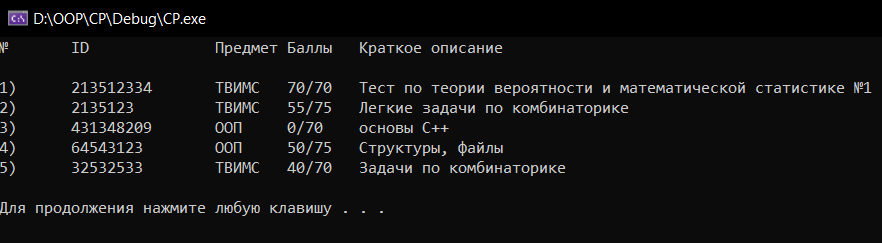 D:\OOP\CP\Debug\CP.exe
№ ID Предмет Баллы Краткое описание
1) 213512334 ТВИМС 70/70 Тест по теории вероятности и математической статистике №1
2) 2135123 ТВИМС 55/75 Легкие задачи по комбинаторике
3) 431348209 ООП 0/70 основы C++
4) 64543123 ООП 50/75 Структуры, файлы
5) 32532533 ТВИМС 40/70 Задачи по комбинаторике
Для продолжения нажмите любую клавишу . . .